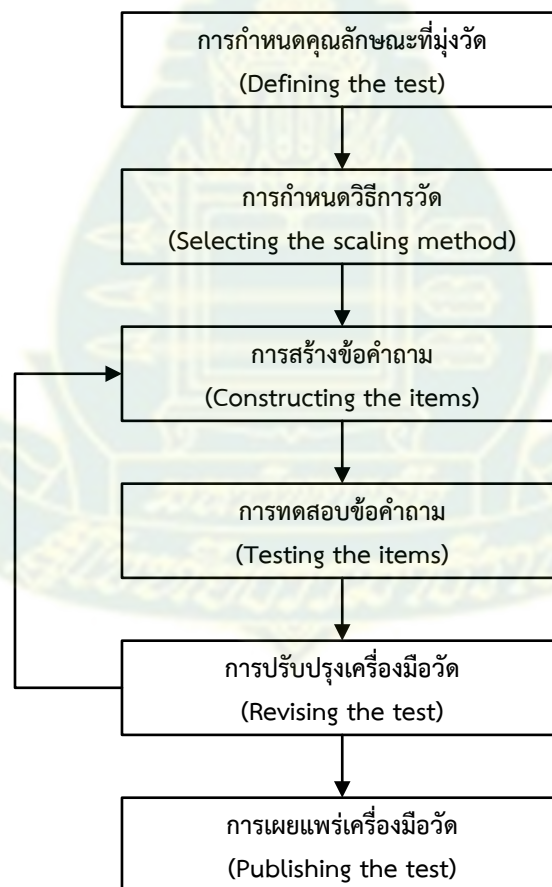 การกำหนดคุณลักษณะที่มุ่งวัด
(Defining the test)
การกำหนดวิธีการวัด
(Selecting the scaling method)
การสร้างข้อคำถาม
(Constructing the items)
การทดสอบข้อคำถาม
(Testing the items)
การปรับปรุงเครื่องมือวัด
(Revising the test)
การเผยแพร่เครื่องมือวัด
(Publishing the test)